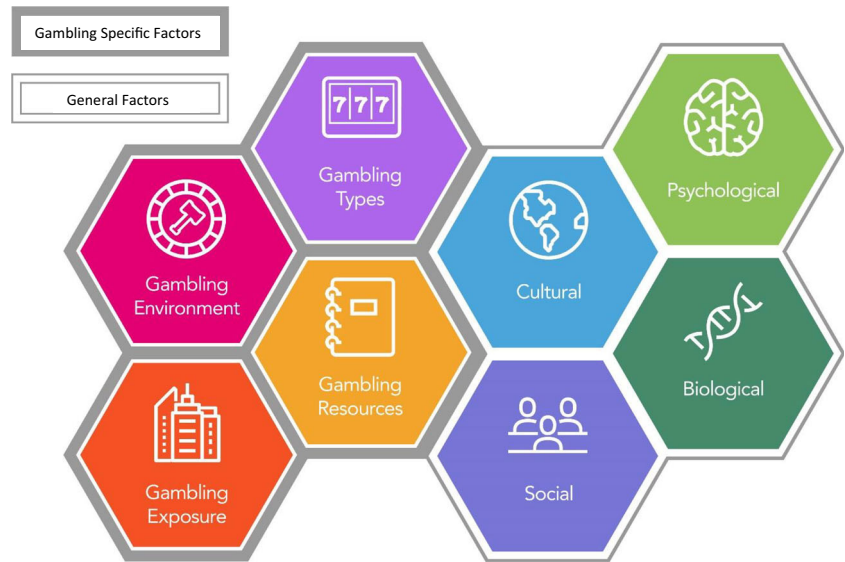 Gambling Specific Factors
General Factors
777
Gambling
Types
Psychological
Gambling
Environment
Cultural
Gambling
Resources
Biological
Gambling
Exposure
Social